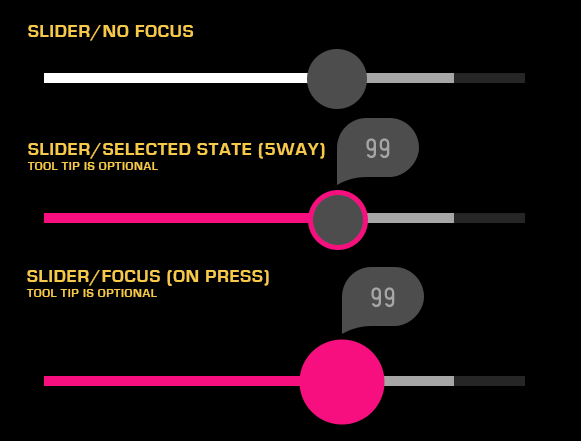 SLIDER/NO FOCUS
SLIDER/SELECTED STATE (5WAY)
TOOL TIP IS OPTIONAL
99
SLIDER/FOCUS (ON PRESS)
TOOL TIP IS OPTIONAL
99